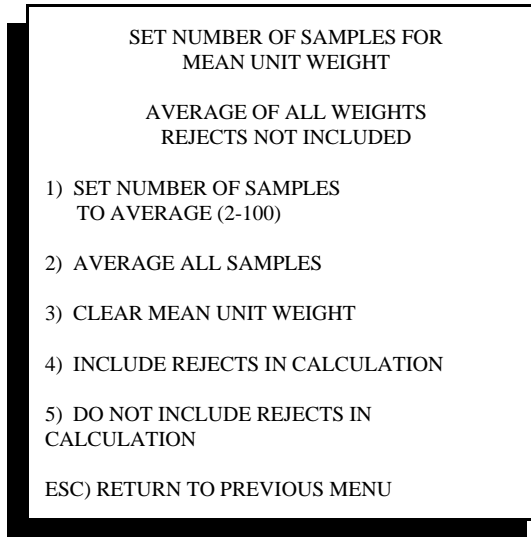 SET NUMBER OF SAMPLES FOR
MEAN UNIT WEIGHT
AVERAGE OF ALL WEIGHTS
REJECTS NOT INCLUDED
1) SET NUMBER OF SAMPLES
TO AVERAGE (2-100)
2) AVERAGE ALL SAMPLES
3) CLEAR MEAN UNIT WEIGHT
4) INCLUDE REJECTS IN CALCULATION
5) DO NOT INCLUDE REJECTS IN
CALCULATION
ESC) RETURN TO PREVIOUS MENU